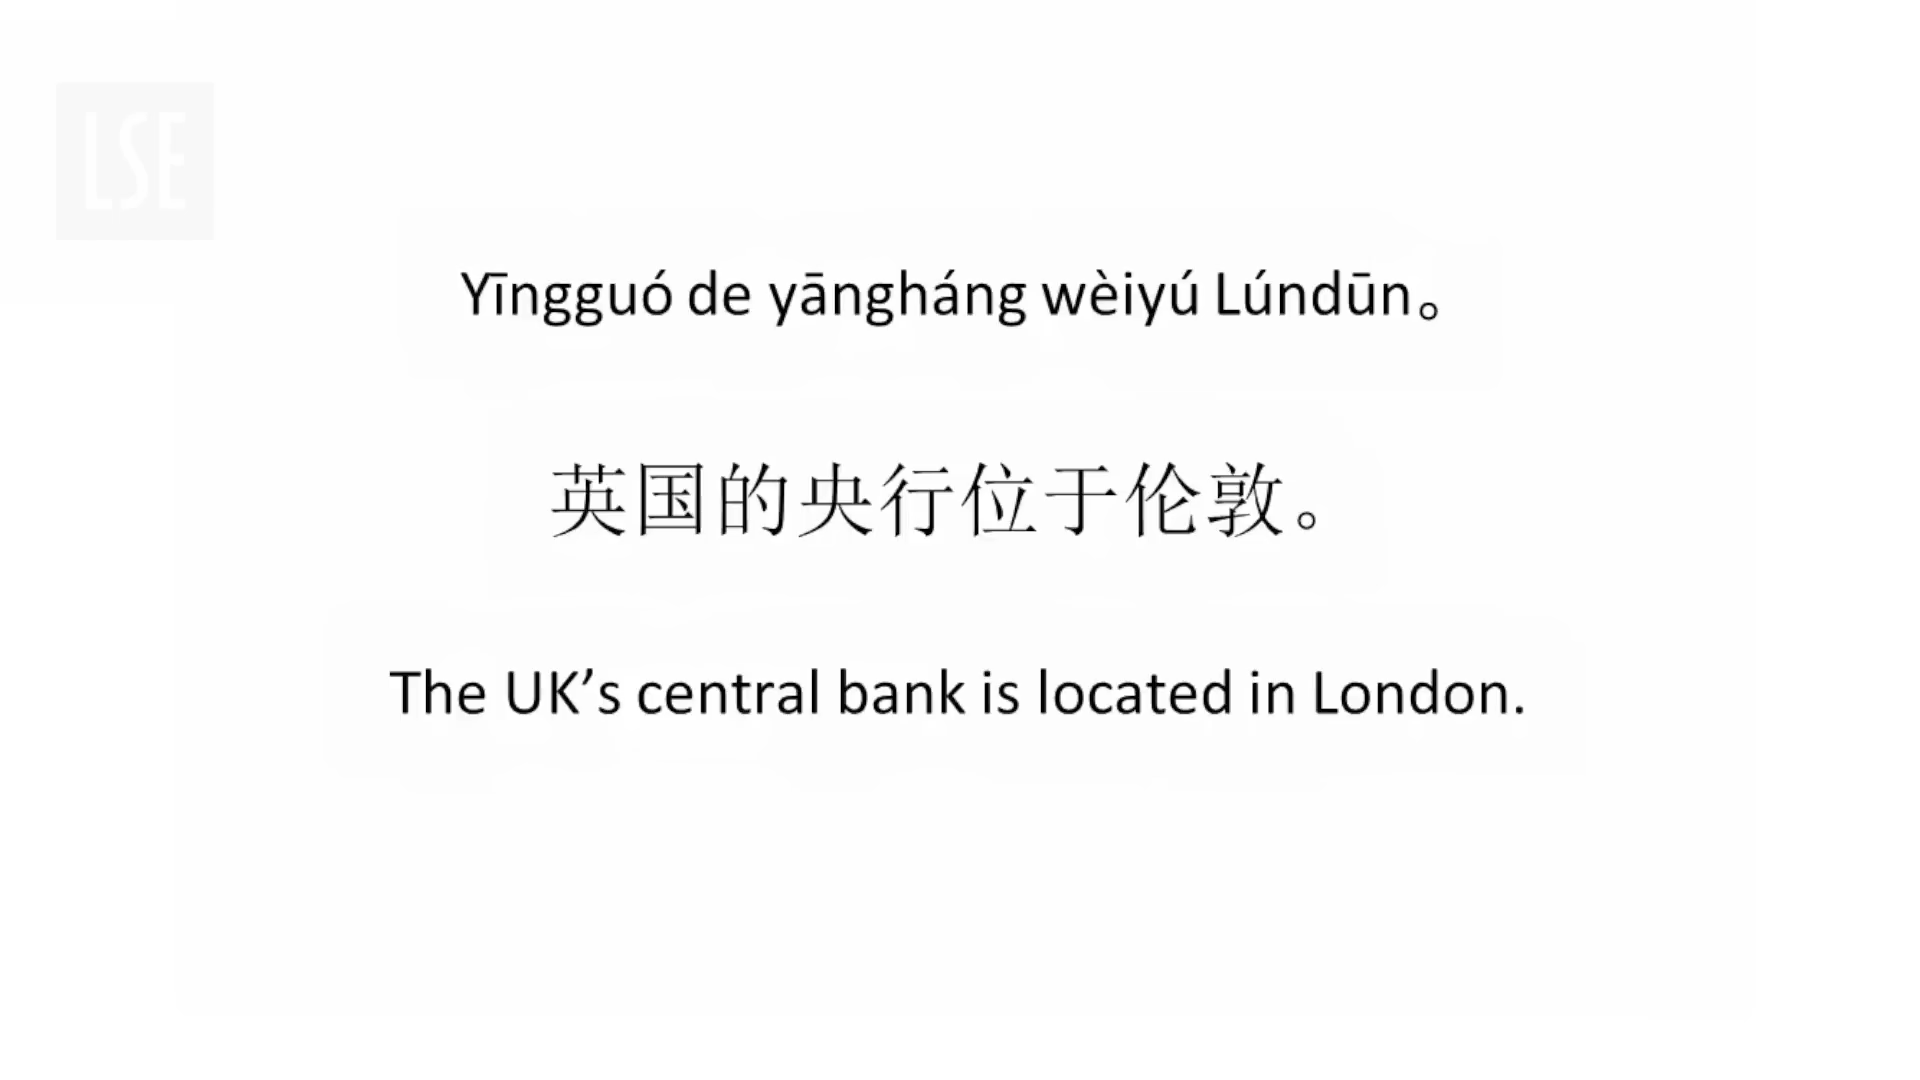 LSE
Yīngguó de yāngháng wèiyú Lúndūn。
英国的央行位于伦敦。
The UK’s central bank is located in London.